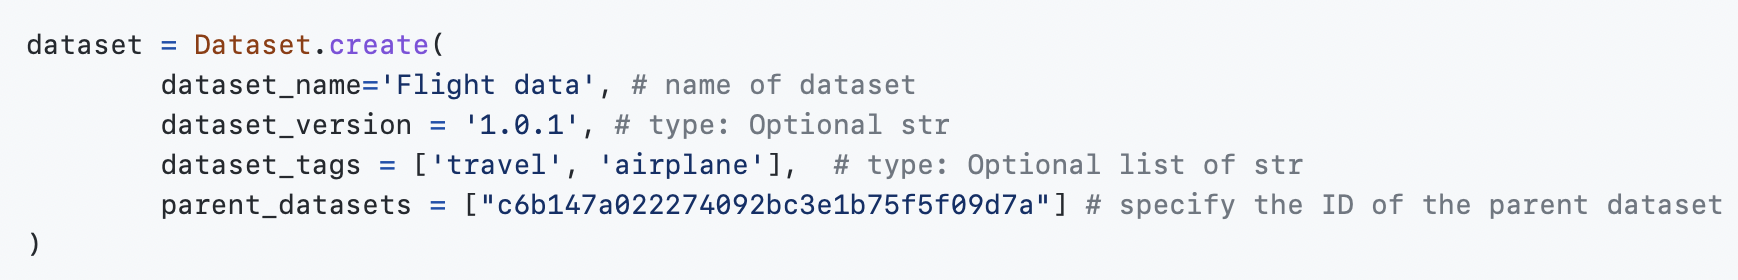 dataset = Dataset.create(
        dataset_name='Flight data', # name of dataset
        dataset_version = '1.0.1', # type: Optional str
        dataset_tags = ['travel', 'airplane'],  # type: Optional list of str
        parent_datasets = ["c6b147a022274092bc3e1b75f5f09d7a"] # specify the ID of the parent dataset
)